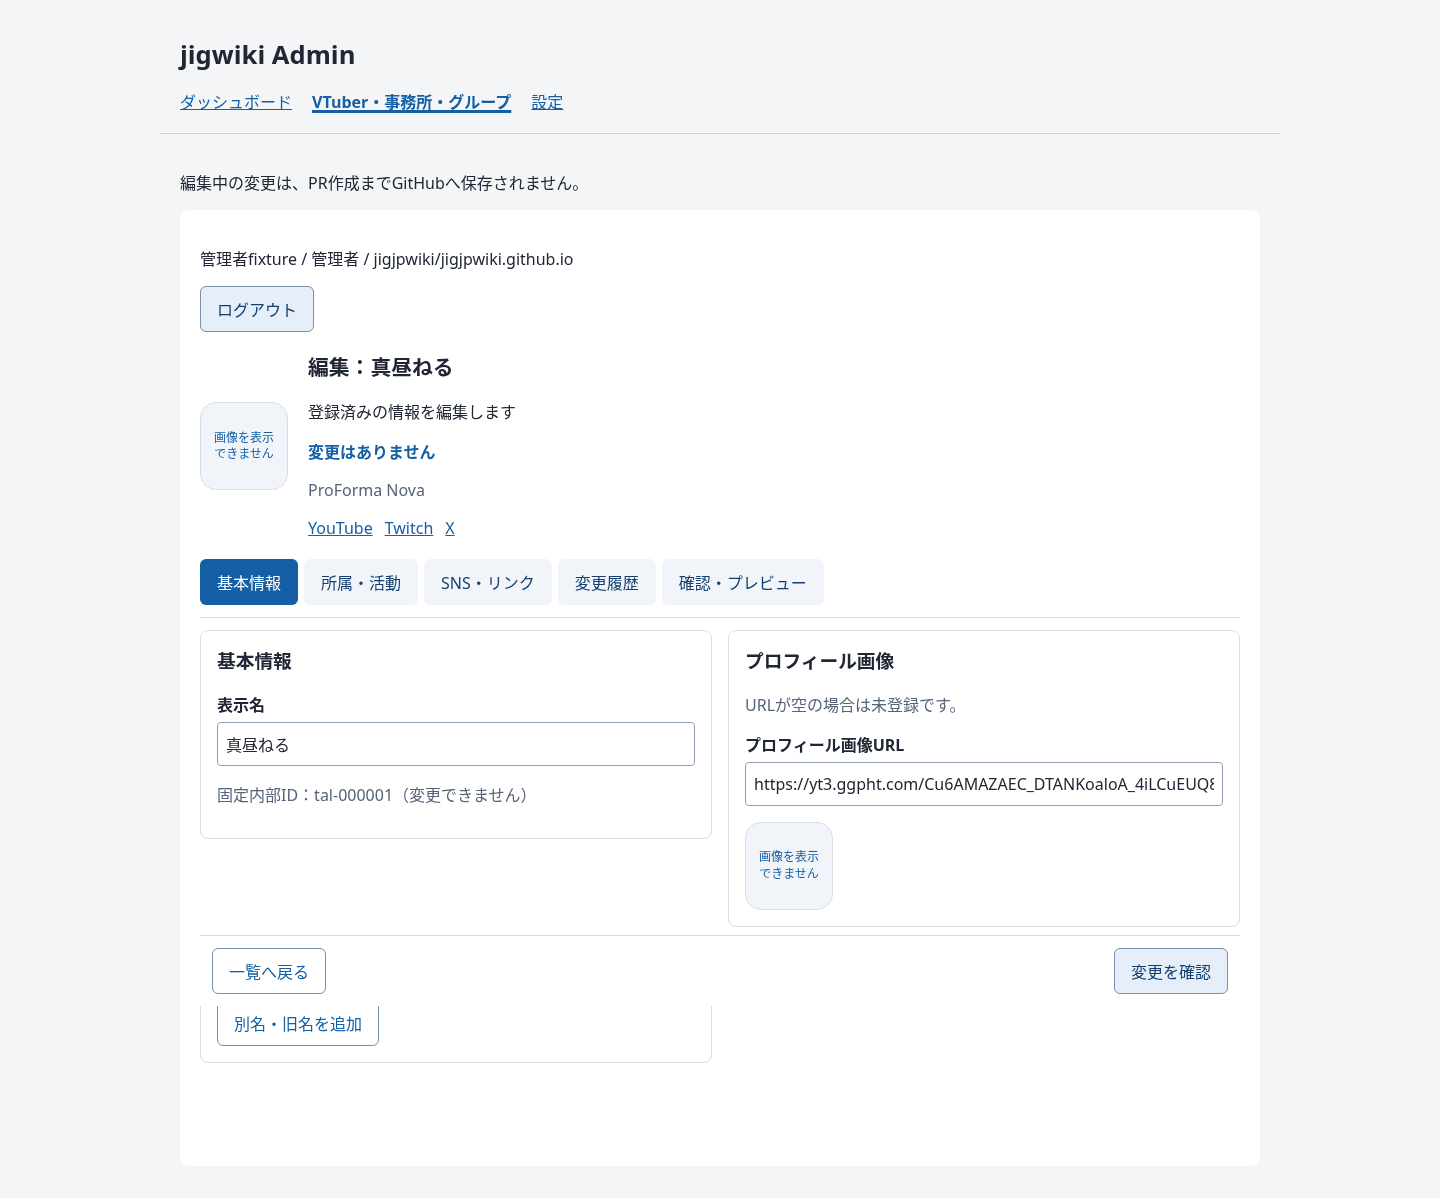 jigwiki Admin
ダッシュボード VTuber・事務所・グループ 設定
編集中の変更は、PR作成までGitHubへ保存されません。
管理者fixture / 管理者 / jigjpwiki/jigjpwiki.github.io
ログアウト
編集：真昼ねる
画像を表示
できません
登録済みの情報を編集します
変更はありません
ProForma Nova
YouTube Twitch X
基本情報 所属・活動 SNS・リンク 変更履歴 確認・プレビュー
基本情報
表示名
真昼ねる
固定内部ID：tal-000001（変更できません）
プロフィール画像
URLが空の場合は未登録です。
プロフィール画像URL
https://yt3.ggpht.com/Cu6AMAZAEC_DTANKoaloA_4iLCuEUQ8
画像を表示
できません
一覧へ戻る 変更を確認
別名・旧名を追加